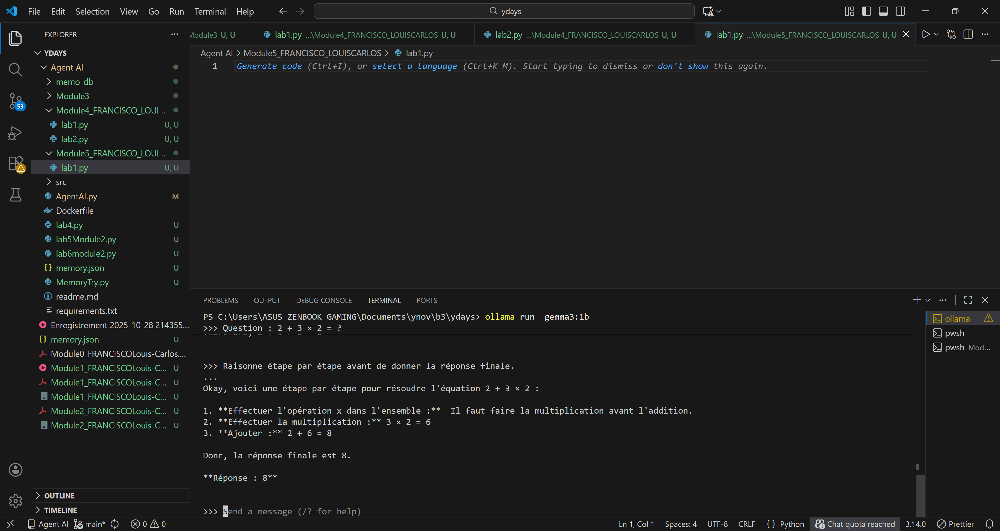 File Edit Selection View Go Run Terminal Help
ydays
EXPLORER
YDAYS
Agent AI
memo_db
Module3
Module4_FRANCISCO_LOUI...
lab1.py U, U
lab2.py U, U
Module5_FRANCISCO_LOUI...
lab1.py U, U
src
AgentAI.py M
Dockerfile
lab4.py U
lab5Module2.py U
lab6module2.py U
memory.json U
MemoryTry.py U
readme.md
requirements.txt
Enregistrement 2025-10-28 214355...
memory.json U
Module0_FRANCISCOLouis-Carlos....
Module1_FRANCISCOLouis-C... U
Module1_FRANCISCOLouis-C... U
Module1_FRANCISCOLouis-C... U
Module2_FRANCISCOLouis-C... U
Module2_FRANCISCOLouis-C... U
OUTLINE
TIMELINE
53
Module3 U, U
lab1.py ...\Module4_FRANCISCO_LOUISCARLOS U, U
lab2.py ...\Module4_FRANCISCO_LOUISCARLOS U, U
lab1.py ...\Module5_FRANCISCO_LOUISCARLOS U, U
Agent AI > Module5_FRANCISCO_LOUISCARLOS > lab1.py
1 Generate code (Ctrl+I), or select a language (Ctrl+K M). Start typing to dismiss or don't show this again.
PROBLEMS OUTPUT DEBUG CONSOLE TERMINAL PORTS
PS C:\Users\ASUS ZENBOOK GAMING\Documents\ynov\b3\ydays> ollama run  gemma3:1b
>>> Question : 2 + 3 × 2 = ?
>>> Raisonne étape par étape avant de donner la réponse finale.
...
Okay, voici une étape par étape pour résoudre l'équation 2 + 3 × 2 :
1. **Effectuer l'opération x dans l'ensemble :**  Il faut faire la multiplication avant l'addition.
2. **Effectuer la multiplication :** 3 × 2 = 6
3. **Ajouter :** 2 + 6 = 8
Donc, la réponse finale est 8.
**Réponse : 8**
>>> Send a message (/? for help)
ollama
pwsh
pwsh Mod...
Agent AI main* 0 0
Ln 1, Col 1 Spaces: 4 UTF-8 CRLF { } Python Chat quota reached 3.14.0 Prettier